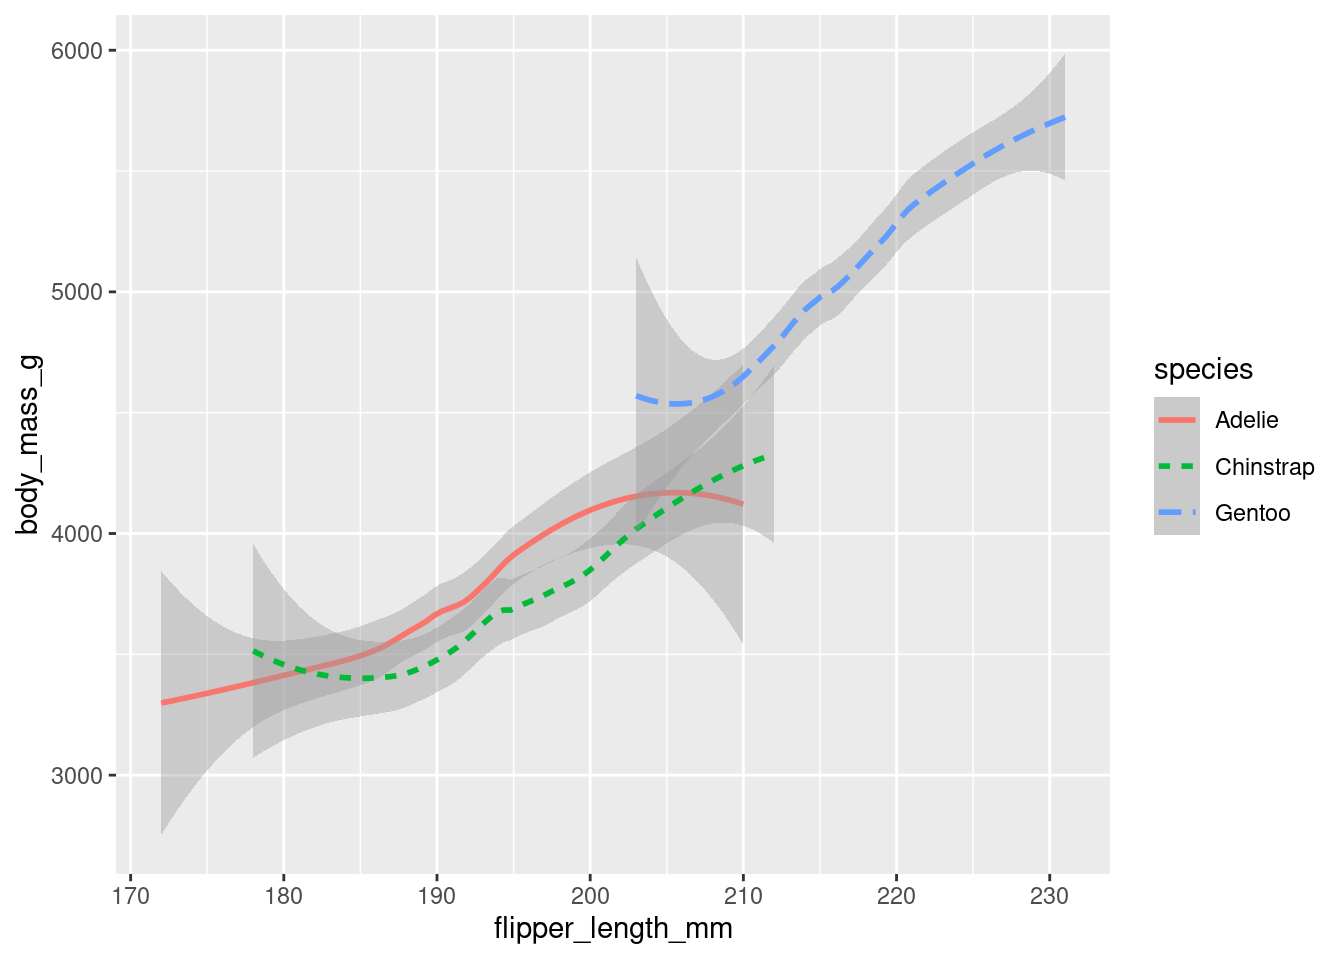 6000
5000
4000
3000
170 180 190 200 210 220 230
flipper_length_mm
body_mass_g
species
Adelie
Chinstrap
Gentoo